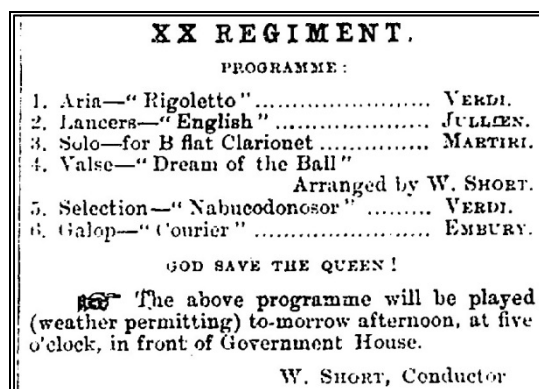 XX REGIMENT.
PROGRAMME:
1. Aria—“Rigoletto”..................... VERDI.
2. Lancers—“English” ................... JULLIEN.
3. Solo—for B flat Clarionet.............. MARTIRI.
4. Valse—“Dream of the Ball”
Arranged by W. SHORT.
5. Selection—“Nabucodonosor” ......... VERDI.
6. Galop—“Courier” ....................... EMBURY.
GOD SAVE THE QUEEN!
☞ The above programme will be played
(weather permitting) to-morrow afternoon, at five
o'clock, in front of Government House.
W. SHORT, Conductor